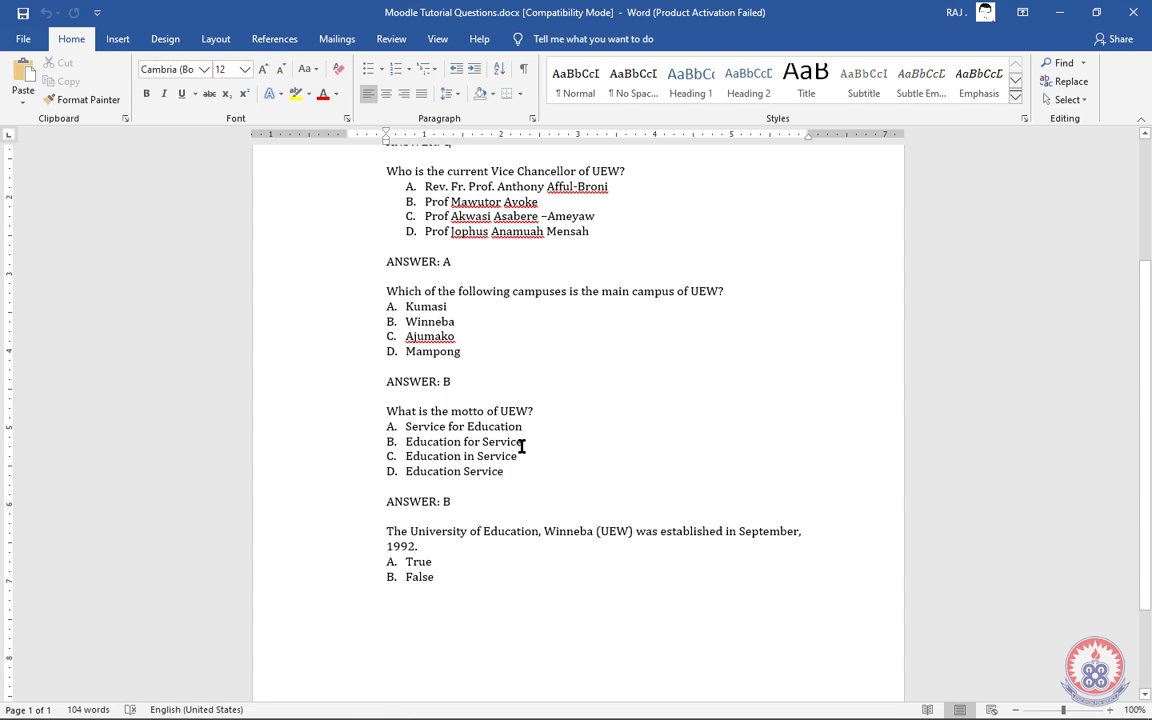 Moodle Tutorial Questions.docx [Compatibility Mode] - Word (Product Activation Failed)
RAJ .
File Home Insert Design Layout References Mailings Review View Help Tell me what you want to do
Share
Paste
Cut
Copy
Format Painter
Clipboard
Cambria (Bo 12
Font
Paragraph
AaBbCcI AaBbCcI AaBbC( AaBbCcI AaB AaBbCcI AaBbCcI AaBbCcI
¶ Normal ¶ No Spac... Heading 1 Heading 2 Title Subtitle Subtle Em... Emphasis
Styles
Find
Replace
Select
Editing
Who is the current Vice Chancellor of UEW?
A. Rev. Fr. Prof. Anthony Afful-Broni
B. Prof Mawutor Avoke
C. Prof Akwasi Asabere –Ameyaw
D. Prof Jophus Anamuah Mensah
ANSWER: A
Which of the following campuses is the main campus of UEW?
A. Kumasi
B. Winneba
C. Ajumako
D. Mampong
ANSWER: B
What is the motto of UEW?
A. Service for Education
B. Education for Service
C. Education in Service
D. Education Service
ANSWER: B
The University of Education, Winneba (UEW) was established in September,
1992.
A. True
B. False
Page 1 of 1 104 words English (United States)
100%